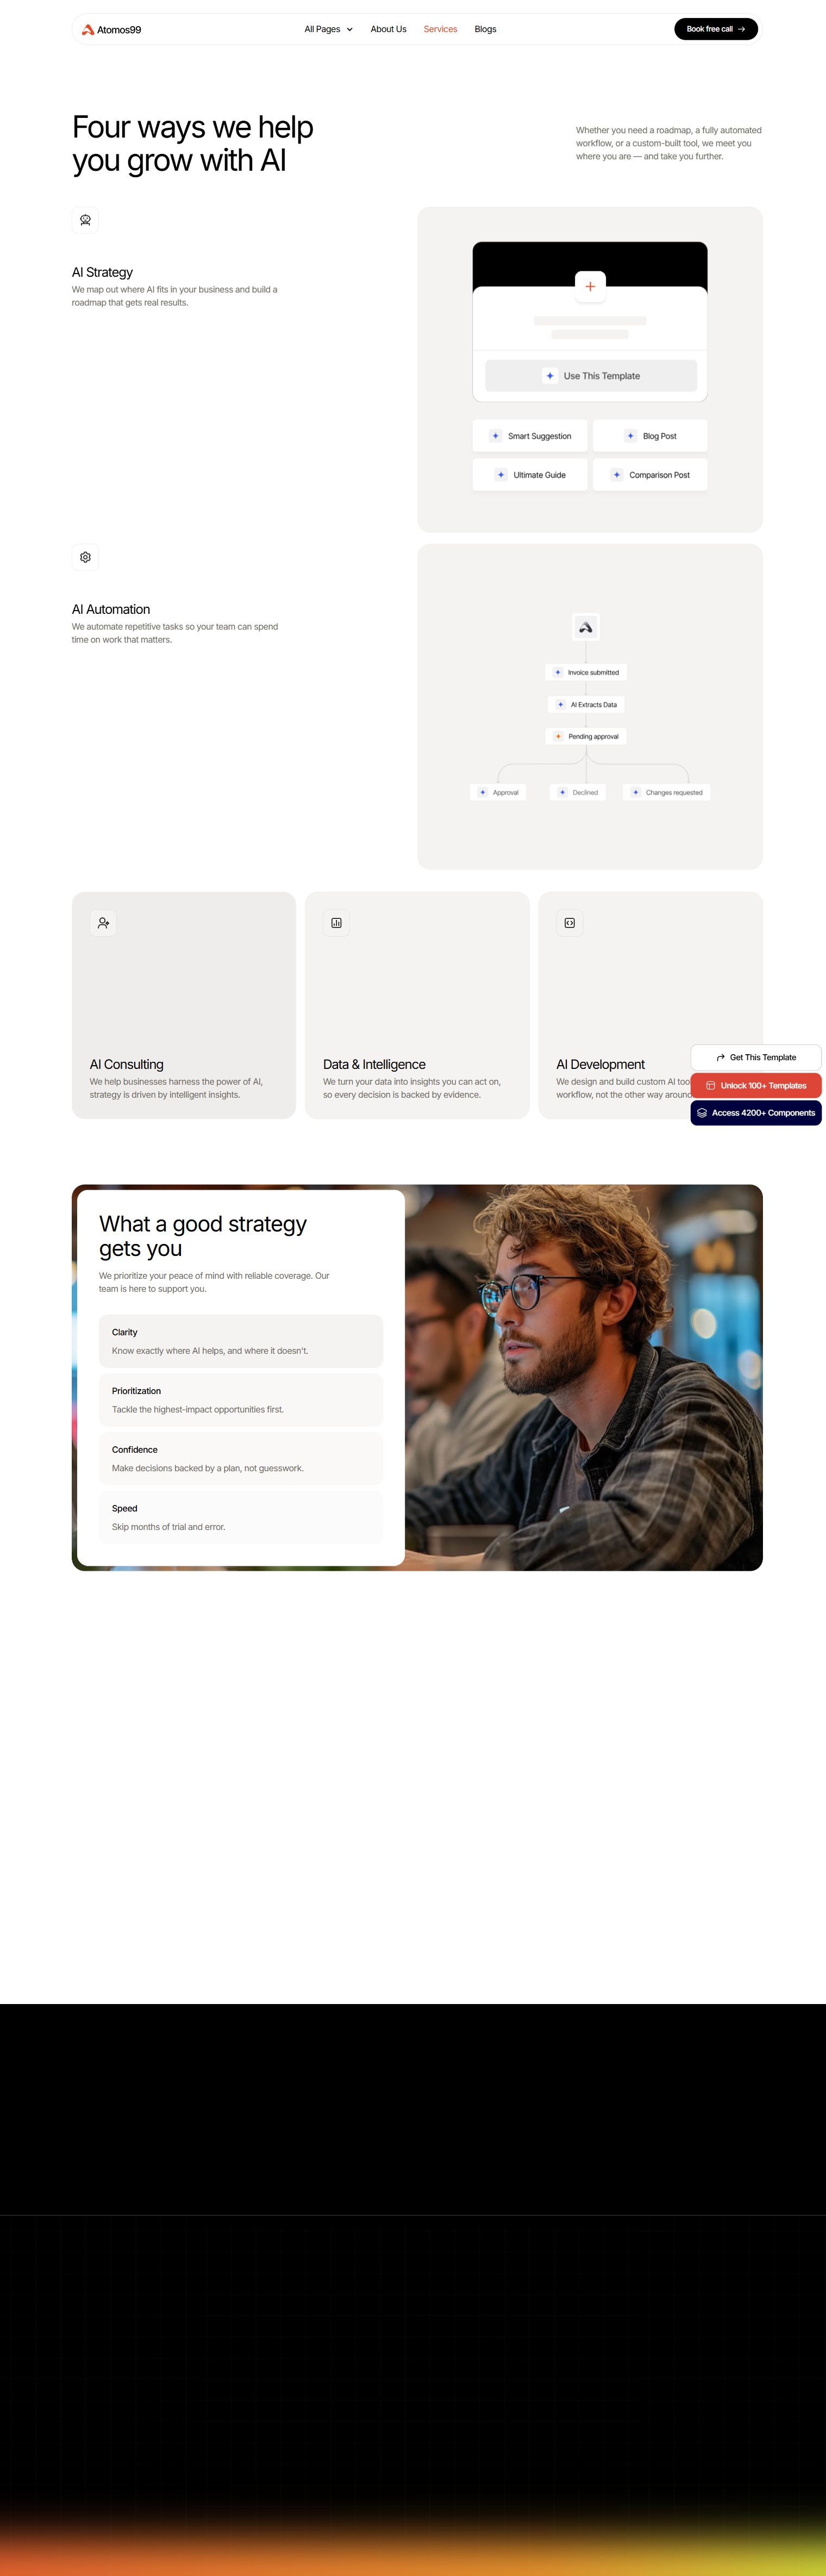 Atomos99
All Pages
About Us
Services
Blogs
Book free call
Four ways we help
you grow with AI
Whether you need a roadmap, a fully automated
workflow, or a custom-built tool, we meet you
where you are — and take you further.
AI Strategy
We map out where AI fits in your business and build a
roadmap that gets real results.
Use This Template
Smart Suggestion
Blog Post
Ultimate Guide
Comparison Post
AI Automation
We automate repetitive tasks so your team can spend
time on work that matters.
Invoice submitted
AI Extracts Data
Pending approval
Approval
Declined
Changes requested
AI Consulting
We help businesses harness the power of AI,
strategy is driven by intelligent insights.
Data & Intelligence
We turn your data into insights you can act on,
so every decision is backed by evidence.
AI Development
We design and build custom AI
workflow, not the other way around
Get This Template
Unlock 100+ Templates
Access 4200+ Components
What a good strategy
gets you
We prioritize your peace of mind with reliable coverage. Our
team is here to support you.
Clarity
Know exactly where AI helps, and where it doesn't.
Prioritization
Tackle the highest-impact opportunities first.
Confidence
Make decisions backed by a plan, not guesswork.
Speed
Skip months of trial and error.